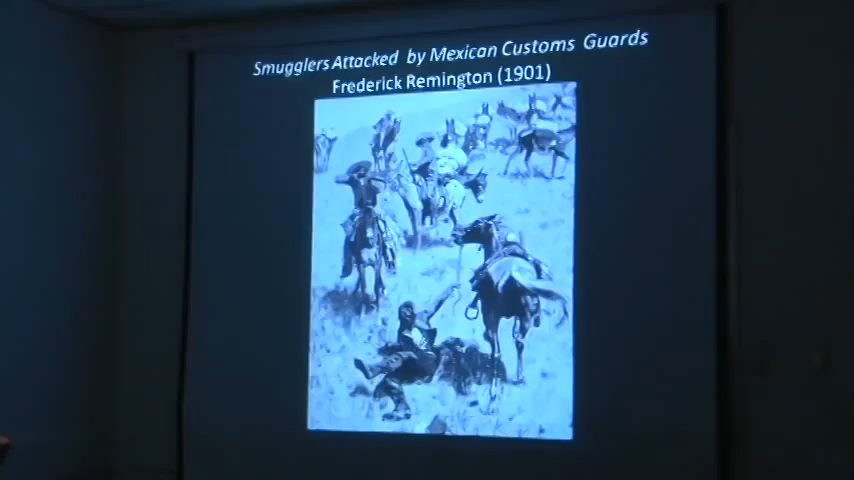 Smugglers Attacked by Mexican Customs Guards
Frederick Remington (1901)